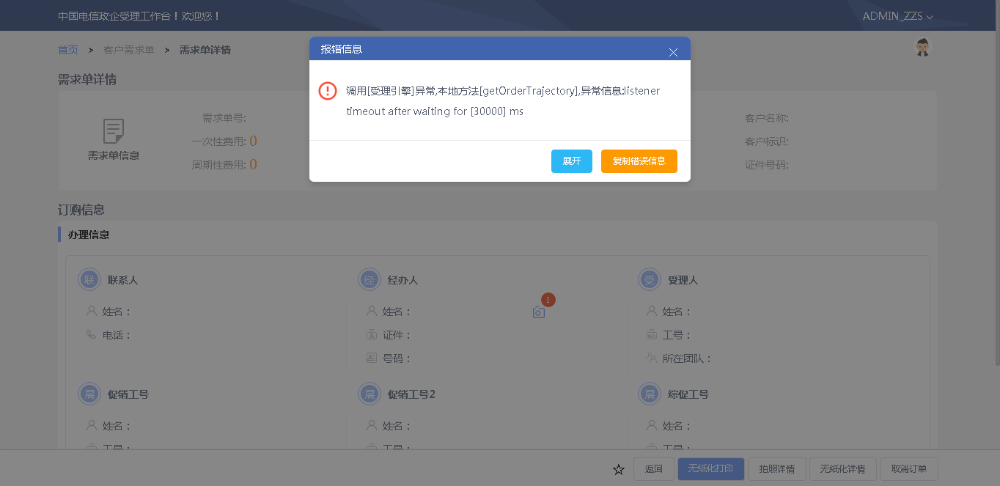 中国电信政企受理工作台！欢迎您！
ADMIN_ZZS
首页 > 客户需求单 > 需求单详情
报错信息
调用[受理引擎]异常,本地方法[getOrderTrajectory],异常信息:listener
timeout after waiting for [30000] ms
展开
复制错误信息
需求单详情
需求单信息
需求单号:
一次性费用: 0
周期性费用: 0
客户名称:
客户标识:
证件号码:
订购信息
办理信息
联 联系人
姓名：
电话：
经 经办人
姓名：
1
证件：
号码：
受 受理人
姓名：
工号：
所在团队：
展 促销工号
姓名：
工号：
展 促销工号2
姓名：
工号：
展 综促工号
姓名：
工号：
返回
无纸化打印
拍照详情
无纸化详情
取消订单